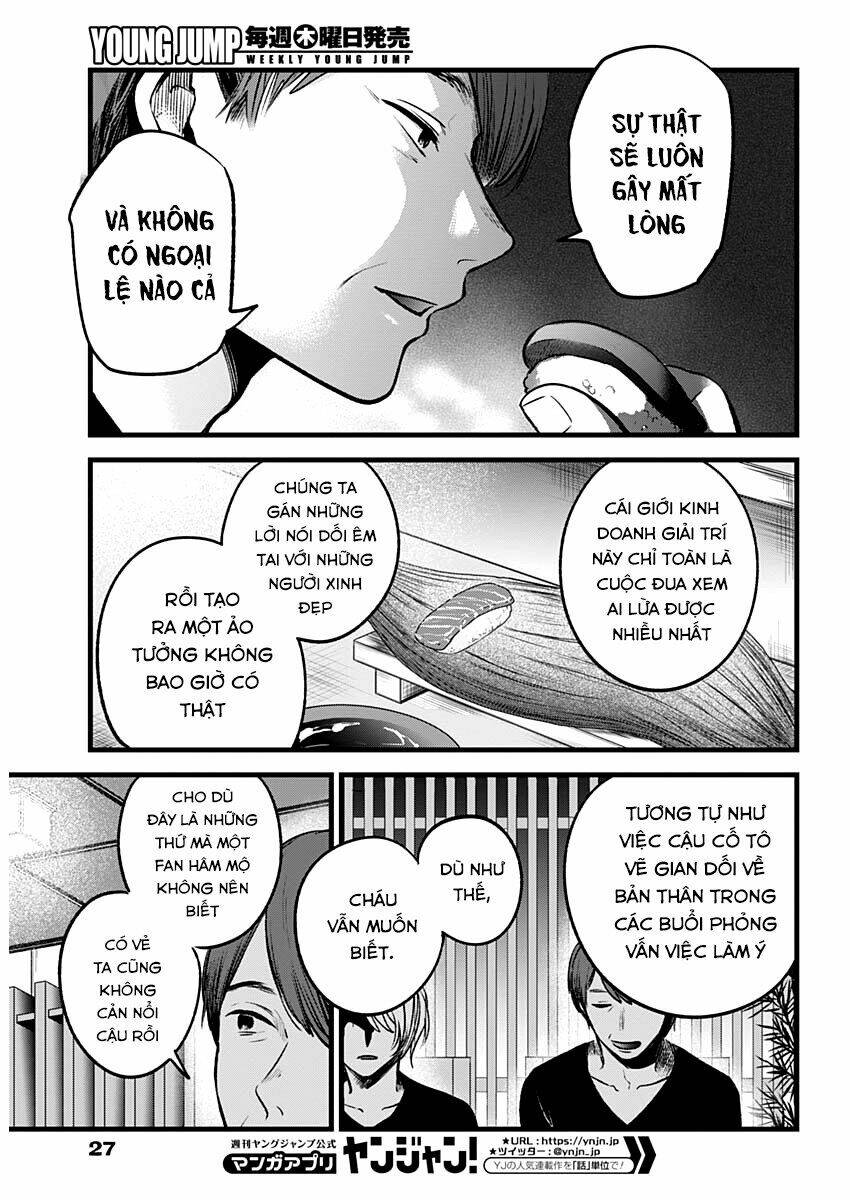 YOUNG JUMP 毎週木曜日発売
WEEKLY YOUNG JUMP
SỰ THẬT
SẼ LUÔN
GÂY MẤT
LÒNG
VÀ KHÔNG
CÓ NGOẠI
LỆ NÀO CẢ
CÁI GIỚI KINH
DOANH GIẢI TRÍ
NÀY CHỈ TOÀN LÀ
CUỘC ĐUA XEM
AI LỪA ĐƯỢC
NHIỀU NHẤT
CHÚNG TA
GÁN NHỮNG
LỜI NÓI DỐI ÊM
TAI VỚI NHỮNG
NGƯỜI XINH
ĐẸP
RỒI TẠO
RA MỘT ẢO
TƯỞNG KHÔNG
BAO GIỜ CÓ
THẬT
TƯƠNG TỰ NHƯ
VIỆC CẬU CỐ TÔ
VẼ GIAN DỐI VỀ
BẢN THÂN TRONG
CÁC BUỔI PHỎNG
VẤN VIỆC LÀM Ý
DÙ NHƯ
THẾ,
CHÁU
VẪN MUỐN
BIẾT.
CHO DÙ
ĐÂY LÀ NHỮNG
THỨ MÀ MỘT
FAN HÂM MỘ
KHÔNG NÊN
BIẾT
CÓ VẺ
TA CŨNG
KHÔNG
CẢN NỔI
CẬU RỒI
27
週刊ヤングジャンプ公式
マンガアプリ
ヤンジャン!
★URL：https://ynjn.jp
★ツイッター：@ynjn_jp
YJの人気連載作を「話」単位で!